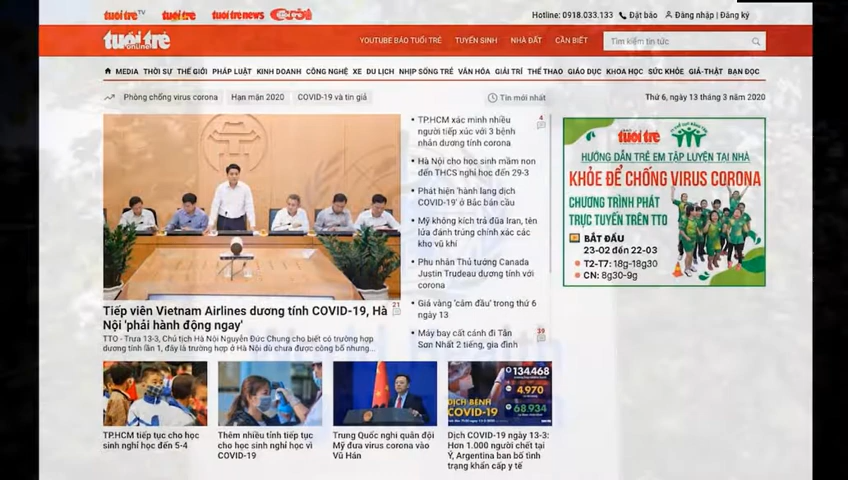 tuổi trẻ TV
tuổi trẻ
tuổi trẻ news
Hotline: 0918.033.133
Đặt báo
Đăng nhập | Đăng ký
tuổi trẻ
online
YOUTUBE BÁO TUỔI TRẺ
TUYỂN SINH
NHÀ ĐẤT
CẦN BIẾT
Tìm kiếm tin tức
MEDIA THỜI SỰ THẾ GIỚI PHÁP LUẬT KINH DOANH CÔNG NGHỆ XE DU LỊCH NHỊP SỐNG TRẺ VĂN HÓA GIẢI TRÍ THỂ THAO GIÁO DỤC KHOA HỌC SỨC KHỎE GIẢ-THẬT BẠN ĐỌC
Phòng chống virus corona
Hạn mặn 2020
COVID-19 và tin giả
Tin mới nhất
Thứ 6, ngày 13 tháng 3 năm 2020
TP.HCM xác minh nhiều
người tiếp xúc với 3 bệnh
nhân dương tính corona
4
Hà Nội cho học sinh mầm non
đến THCS nghỉ học đến 29-3
Phát hiện 'hành lang dịch
COVID-19' ở Bắc bán cầu
Mỹ không kích trả đũa Iran, tên
lửa đánh trúng chính xác các
kho vũ khí
Phu nhân Thủ tướng Canada
Justin Trudeau dương tính với
corona
Giá vàng 'cắm đầu' trong thứ 6
ngày 13
Máy bay cất cánh đi Tân
Sơn Nhất 2 tiếng, gia đình
39
tuổi trẻ
HƯỚNG DẪN TRẺ EM TẬP LUYỆN TẠI NHÀ
KHỎE ĐỂ CHỐNG VIRUS CORONA
CHƯƠNG TRÌNH PHÁT
TRỰC TUYẾN TRÊN TTO
BẮT ĐẦU
23-02 đến 22-03
T2-T7: 18g-18g30
CN: 8g30-9g
Tiếp viên Vietnam Airlines dương tính COVID-19, Hà
Nội 'phải hành động ngay'
21
TTO - Trưa 13-3, Chủ tịch Hà Nội Nguyễn Đức Chung cho biết có trường hợp
dương tính lần 1, đây là trường hợp ở Hà Nội dù chưa được công bố nhưng...
134.468
4.970
68.934
DỊCH BỆNH
COVID-19
TP.HCM tiếp tục cho học
sinh nghỉ học đến 5-4
Thêm nhiều tỉnh tiếp tục
cho học sinh nghỉ học vì
COVID-19
Trung Quốc nghi quân đội
Mỹ đưa virus corona vào
Vũ Hán
Dịch COVID-19 ngày 13-3:
Hơn 1.000 người chết tại
Ý, Argentina ban bố tình
trạng khẩn cấp y tế